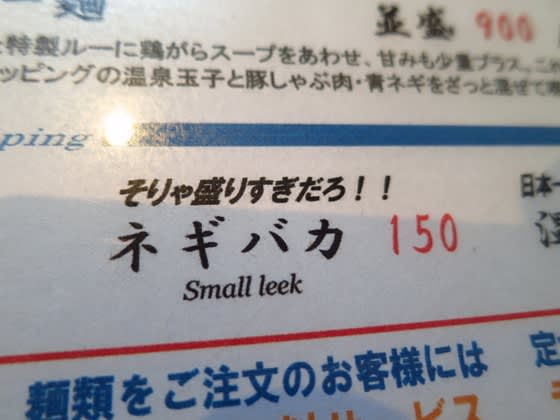 麺
並盛 900
特製ルーに鶏がらスープをあわせ、甘みも少量プラス。こ
ッピングの温泉玉子と豚しゃぶ肉・青ネギをざっと混ぜて
ping
そりゃ盛りすぎだろ！！
ネギバカ 150
Small leek
日本一
麺類をご注文のお客様には
定
ビス